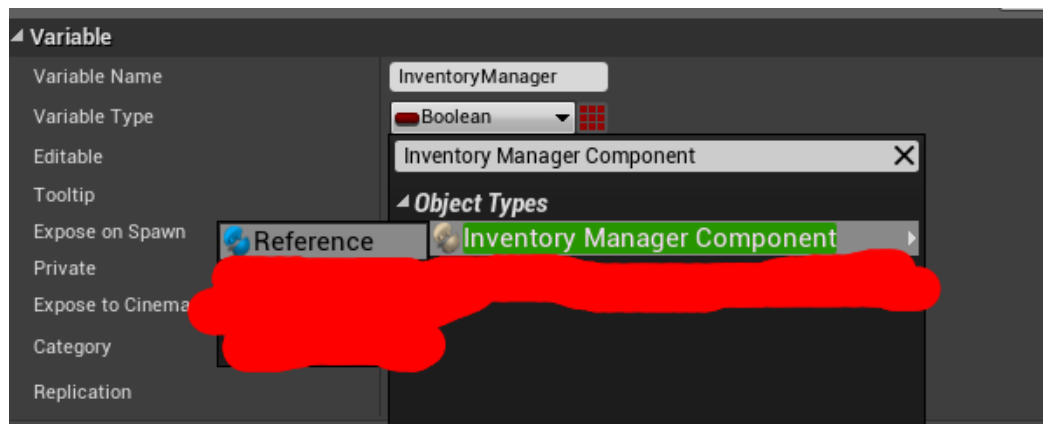 Variable
Variable Name InventoryManager
Variable Type Boolean
Editable Inventory Manager Component
Tooltip Object Types
Expose on Spawn Reference Inventory Manager Component
Private
Expose to Cinema
Category
Replication